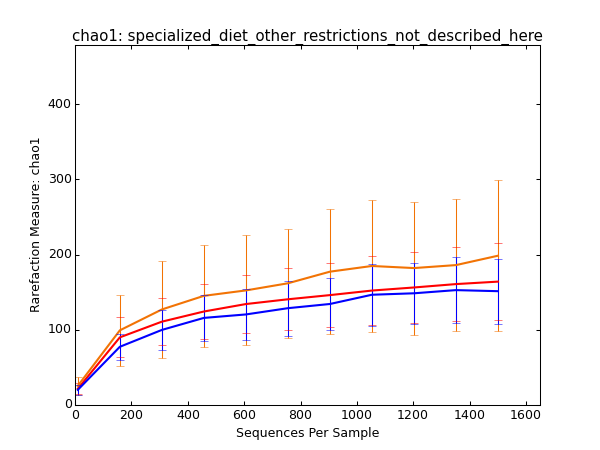 chao1: specialized_diet_other_restrictions_not_described_here
Rarefaction Measure: chao1
400
300
200
100
0
0 200 400 600 800 1000 1200 1400 1600
Sequences Per Sample